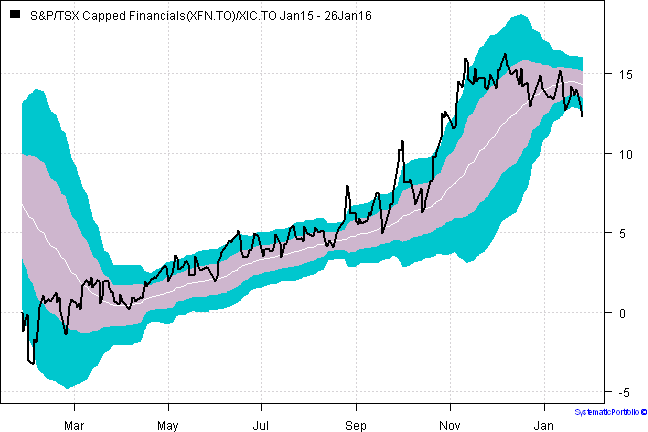 S&P/TSX Capped Financials(XFN.TO)/XIC.TO Jan15 - 26Jan16
15
10
5
0
-5
Mar May Jul Sep Nov Jan
SystematicPortfolio ©